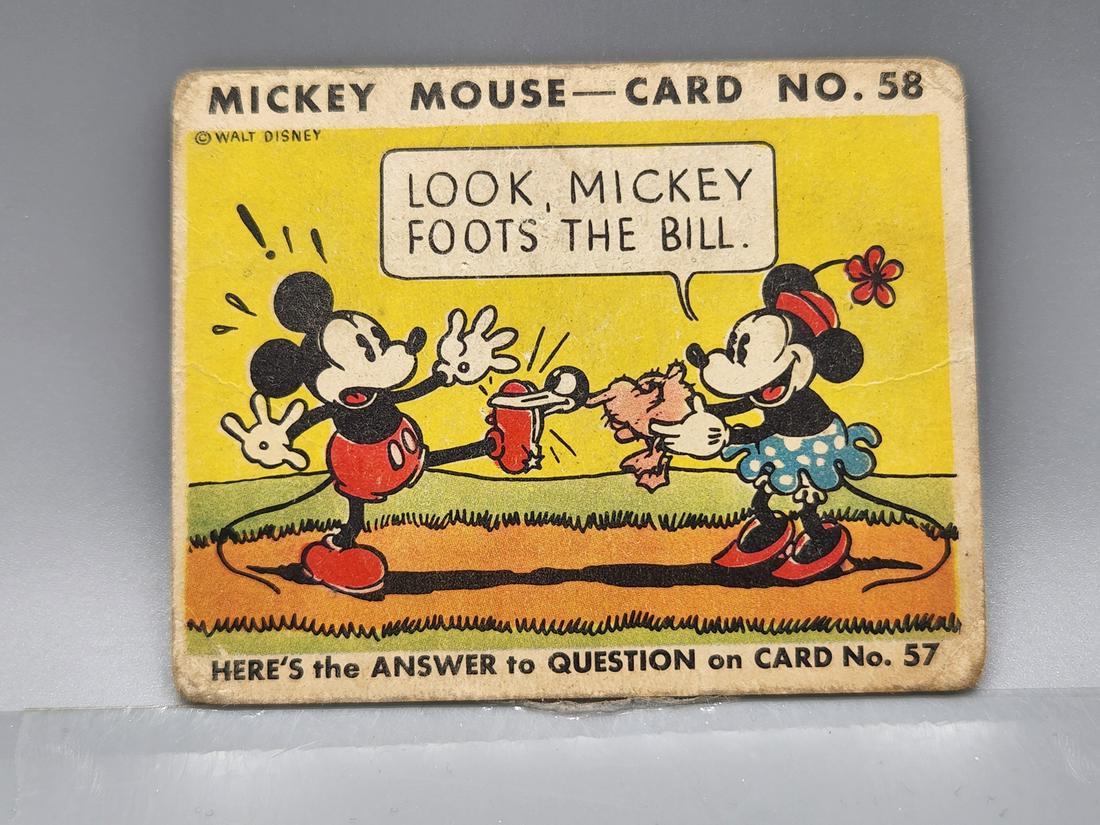 MICKEY MOUSE—CARD NO. 58
© WALT DISNEY
LOOK, MICKEY
FOOTS THE BILL.
HERE'S the ANSWER to QUESTION on CARD No. 57